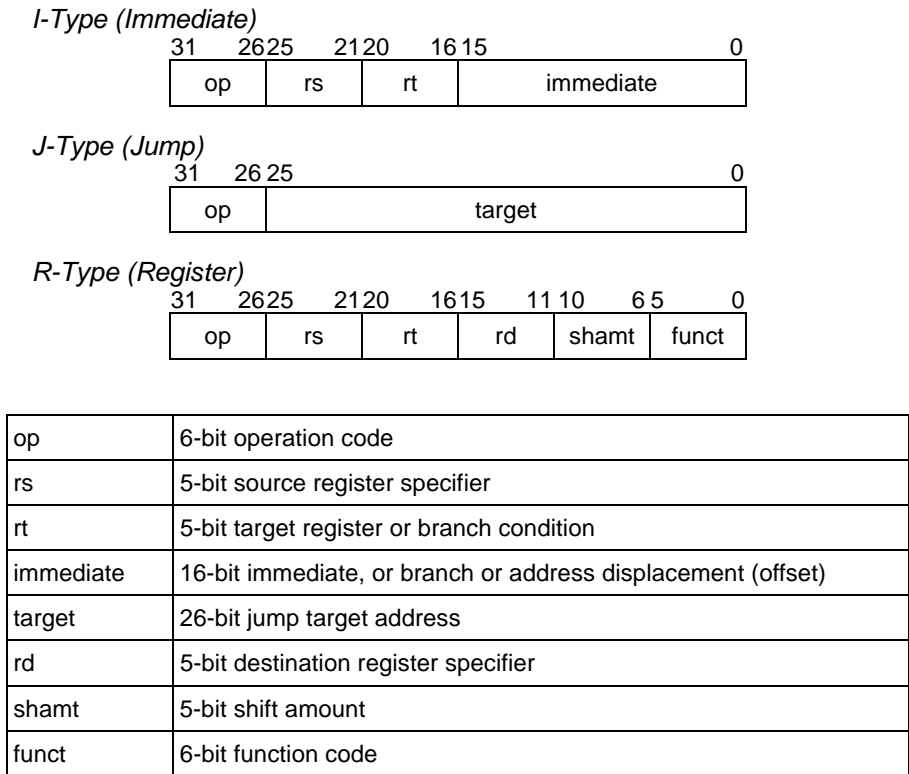 I-Type (Immediate)
31 26 25 21 20 16 15 0
op rs rt immediate
J-Type (Jump)
31 26 25 0
op target
R-Type (Register)
31 26 25 21 20 16 15 11 10 6 5 0
op rs rt rd shamt funct
op 6-bit operation code
rs 5-bit source register specifier
rt 5-bit target register or branch condition
immediate 16-bit immediate, or branch or address displacement (offset)
target 26-bit jump target address
rd 5-bit destination register specifier
shamt 5-bit shift amount
funct 6-bit function code